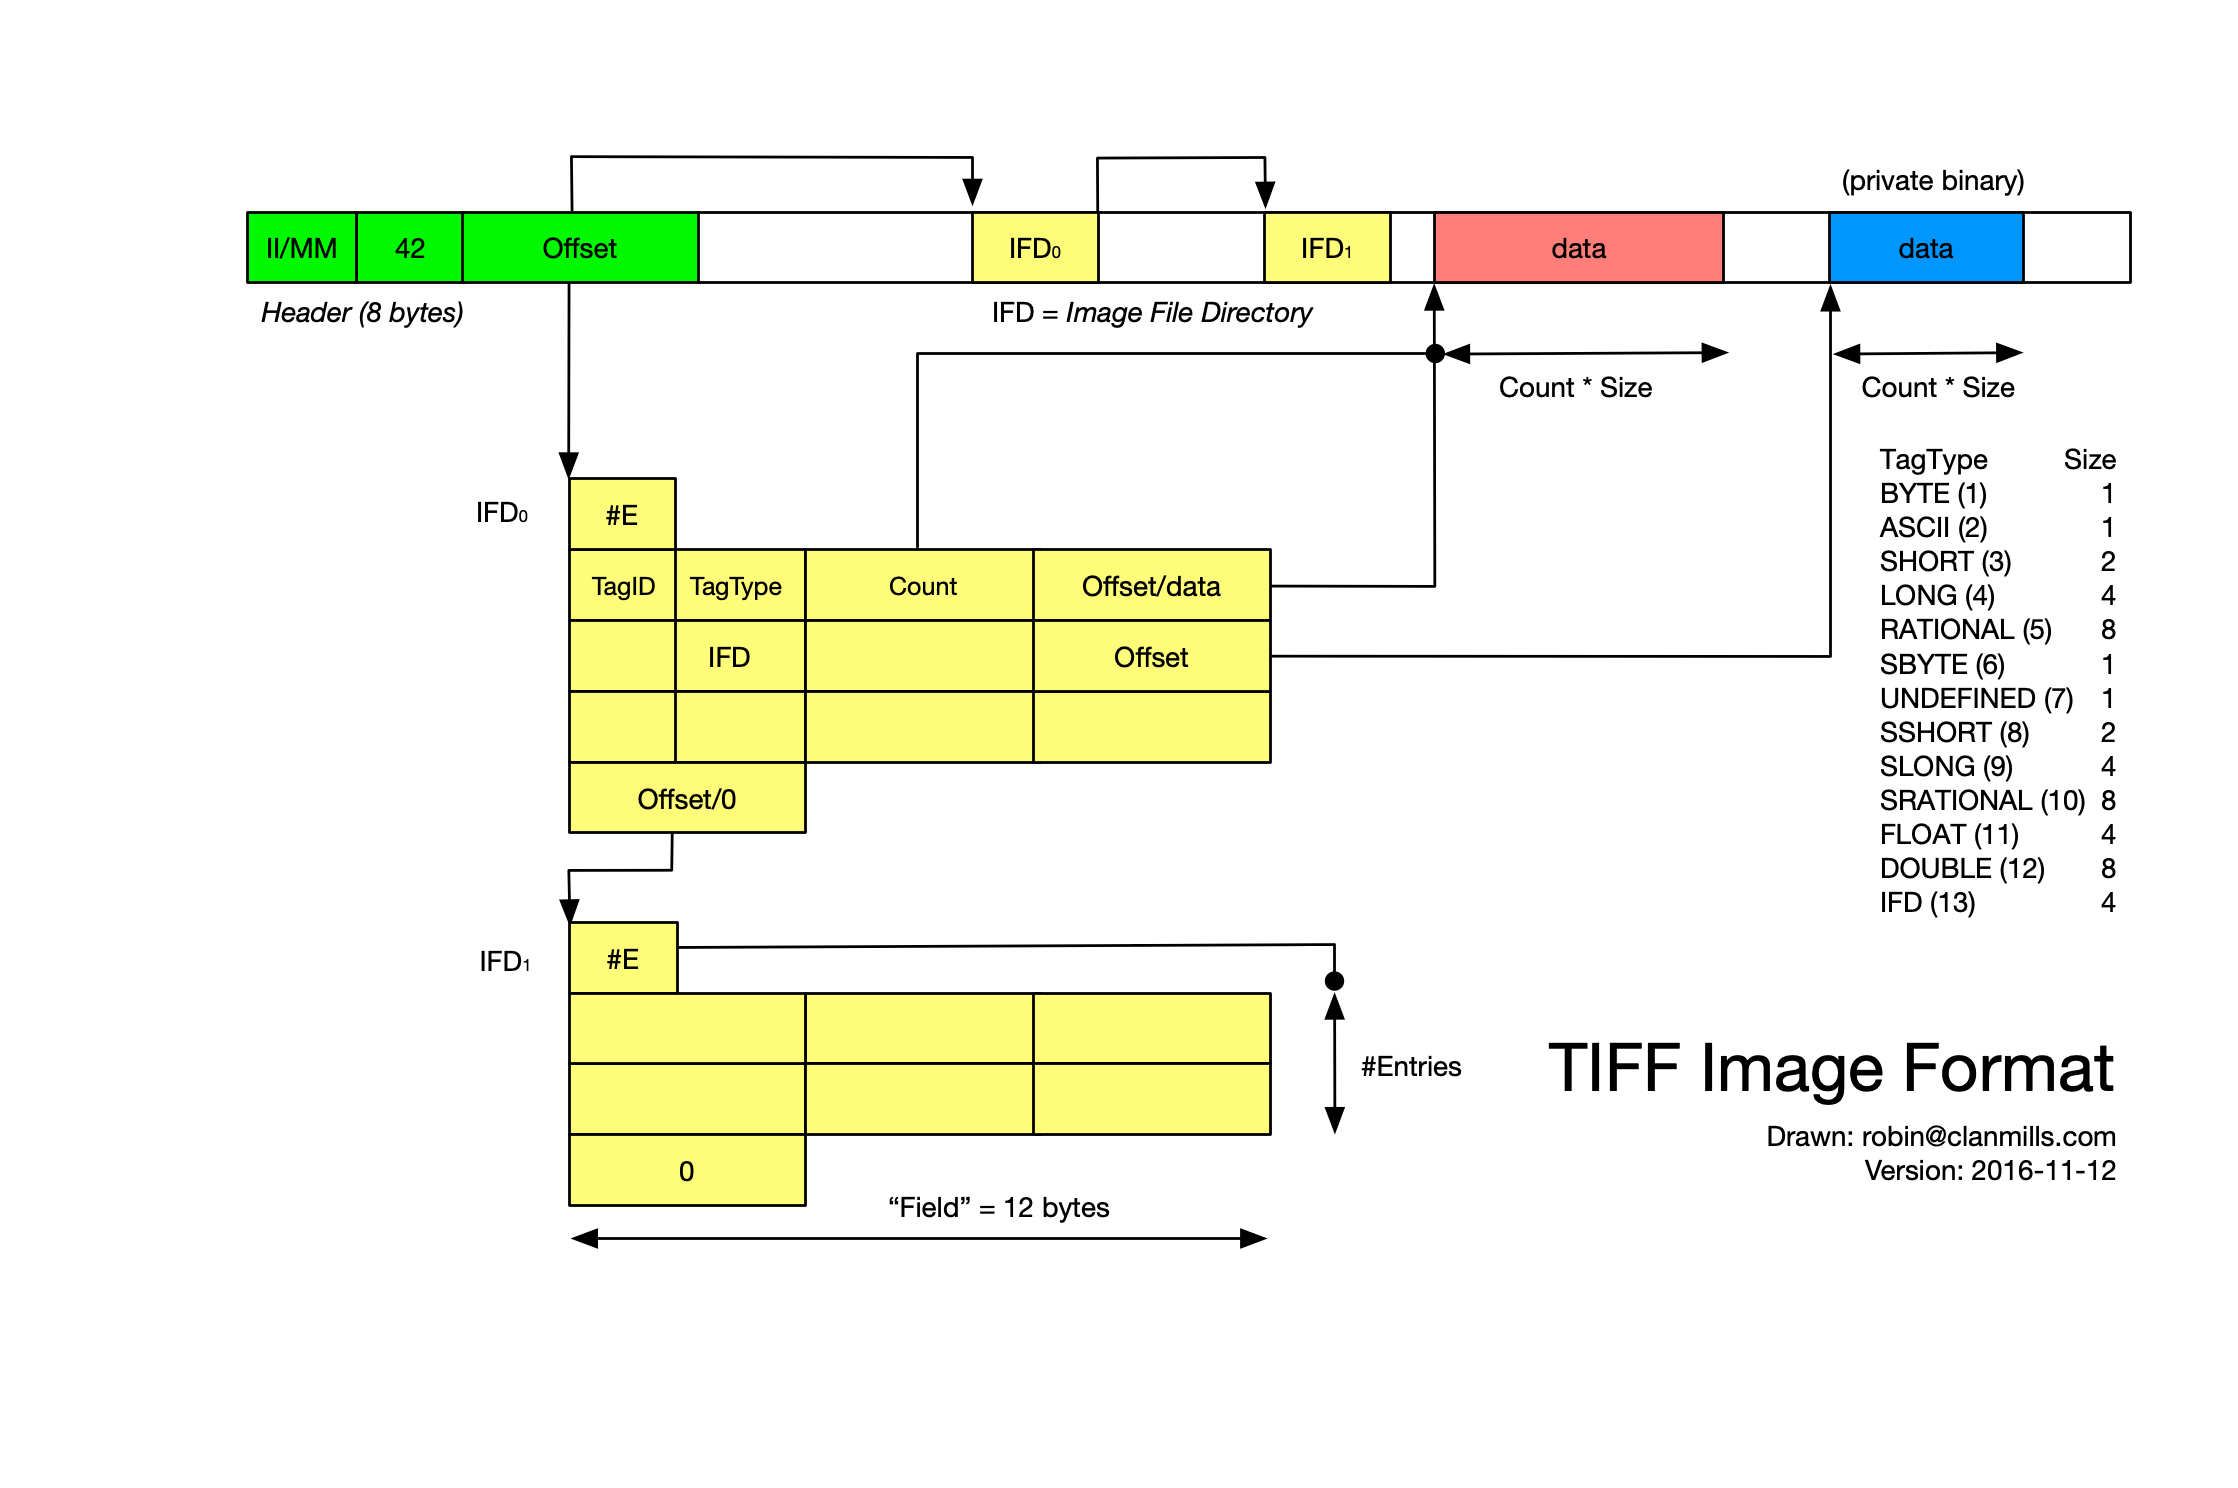 (private binary)
II/MM 42 Offset IFD₀ IFD₁ data data
Header (8 bytes) IFD = Image File Directory
Count * Size Count * Size
TagType Size
BYTE (1) 1
ASCII (2) 1
SHORT (3) 2
LONG (4) 4
RATIONAL (5) 8
SBYTE (6) 1
UNDEFINED (7) 1
SSHORT (8) 2
SLONG (9) 4
SRATIONAL (10) 8
FLOAT (11) 4
DOUBLE (12) 8
IFD (13) 4
IFD₀ #E
TagID TagType Count Offset/data
IFD Offset
Offset/0
IFD₁ #E
#Entries
0
“Field” = 12 bytes
TIFF Image Format
Drawn: robin@clanmills.com
Version: 2016-11-12